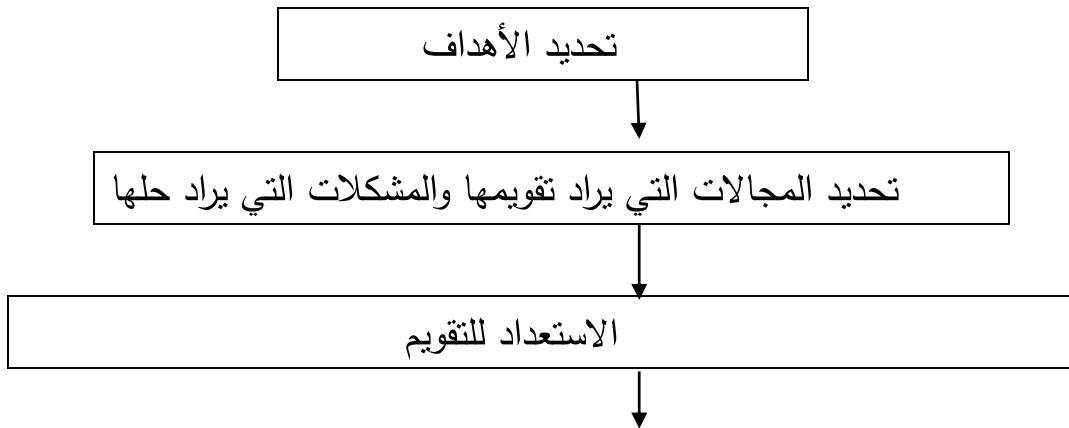 تحديد الأهداف
تحديد المجالات التي يراد تقويمها والمشكلات التي يراد حلها
الاستعداد للتقويم